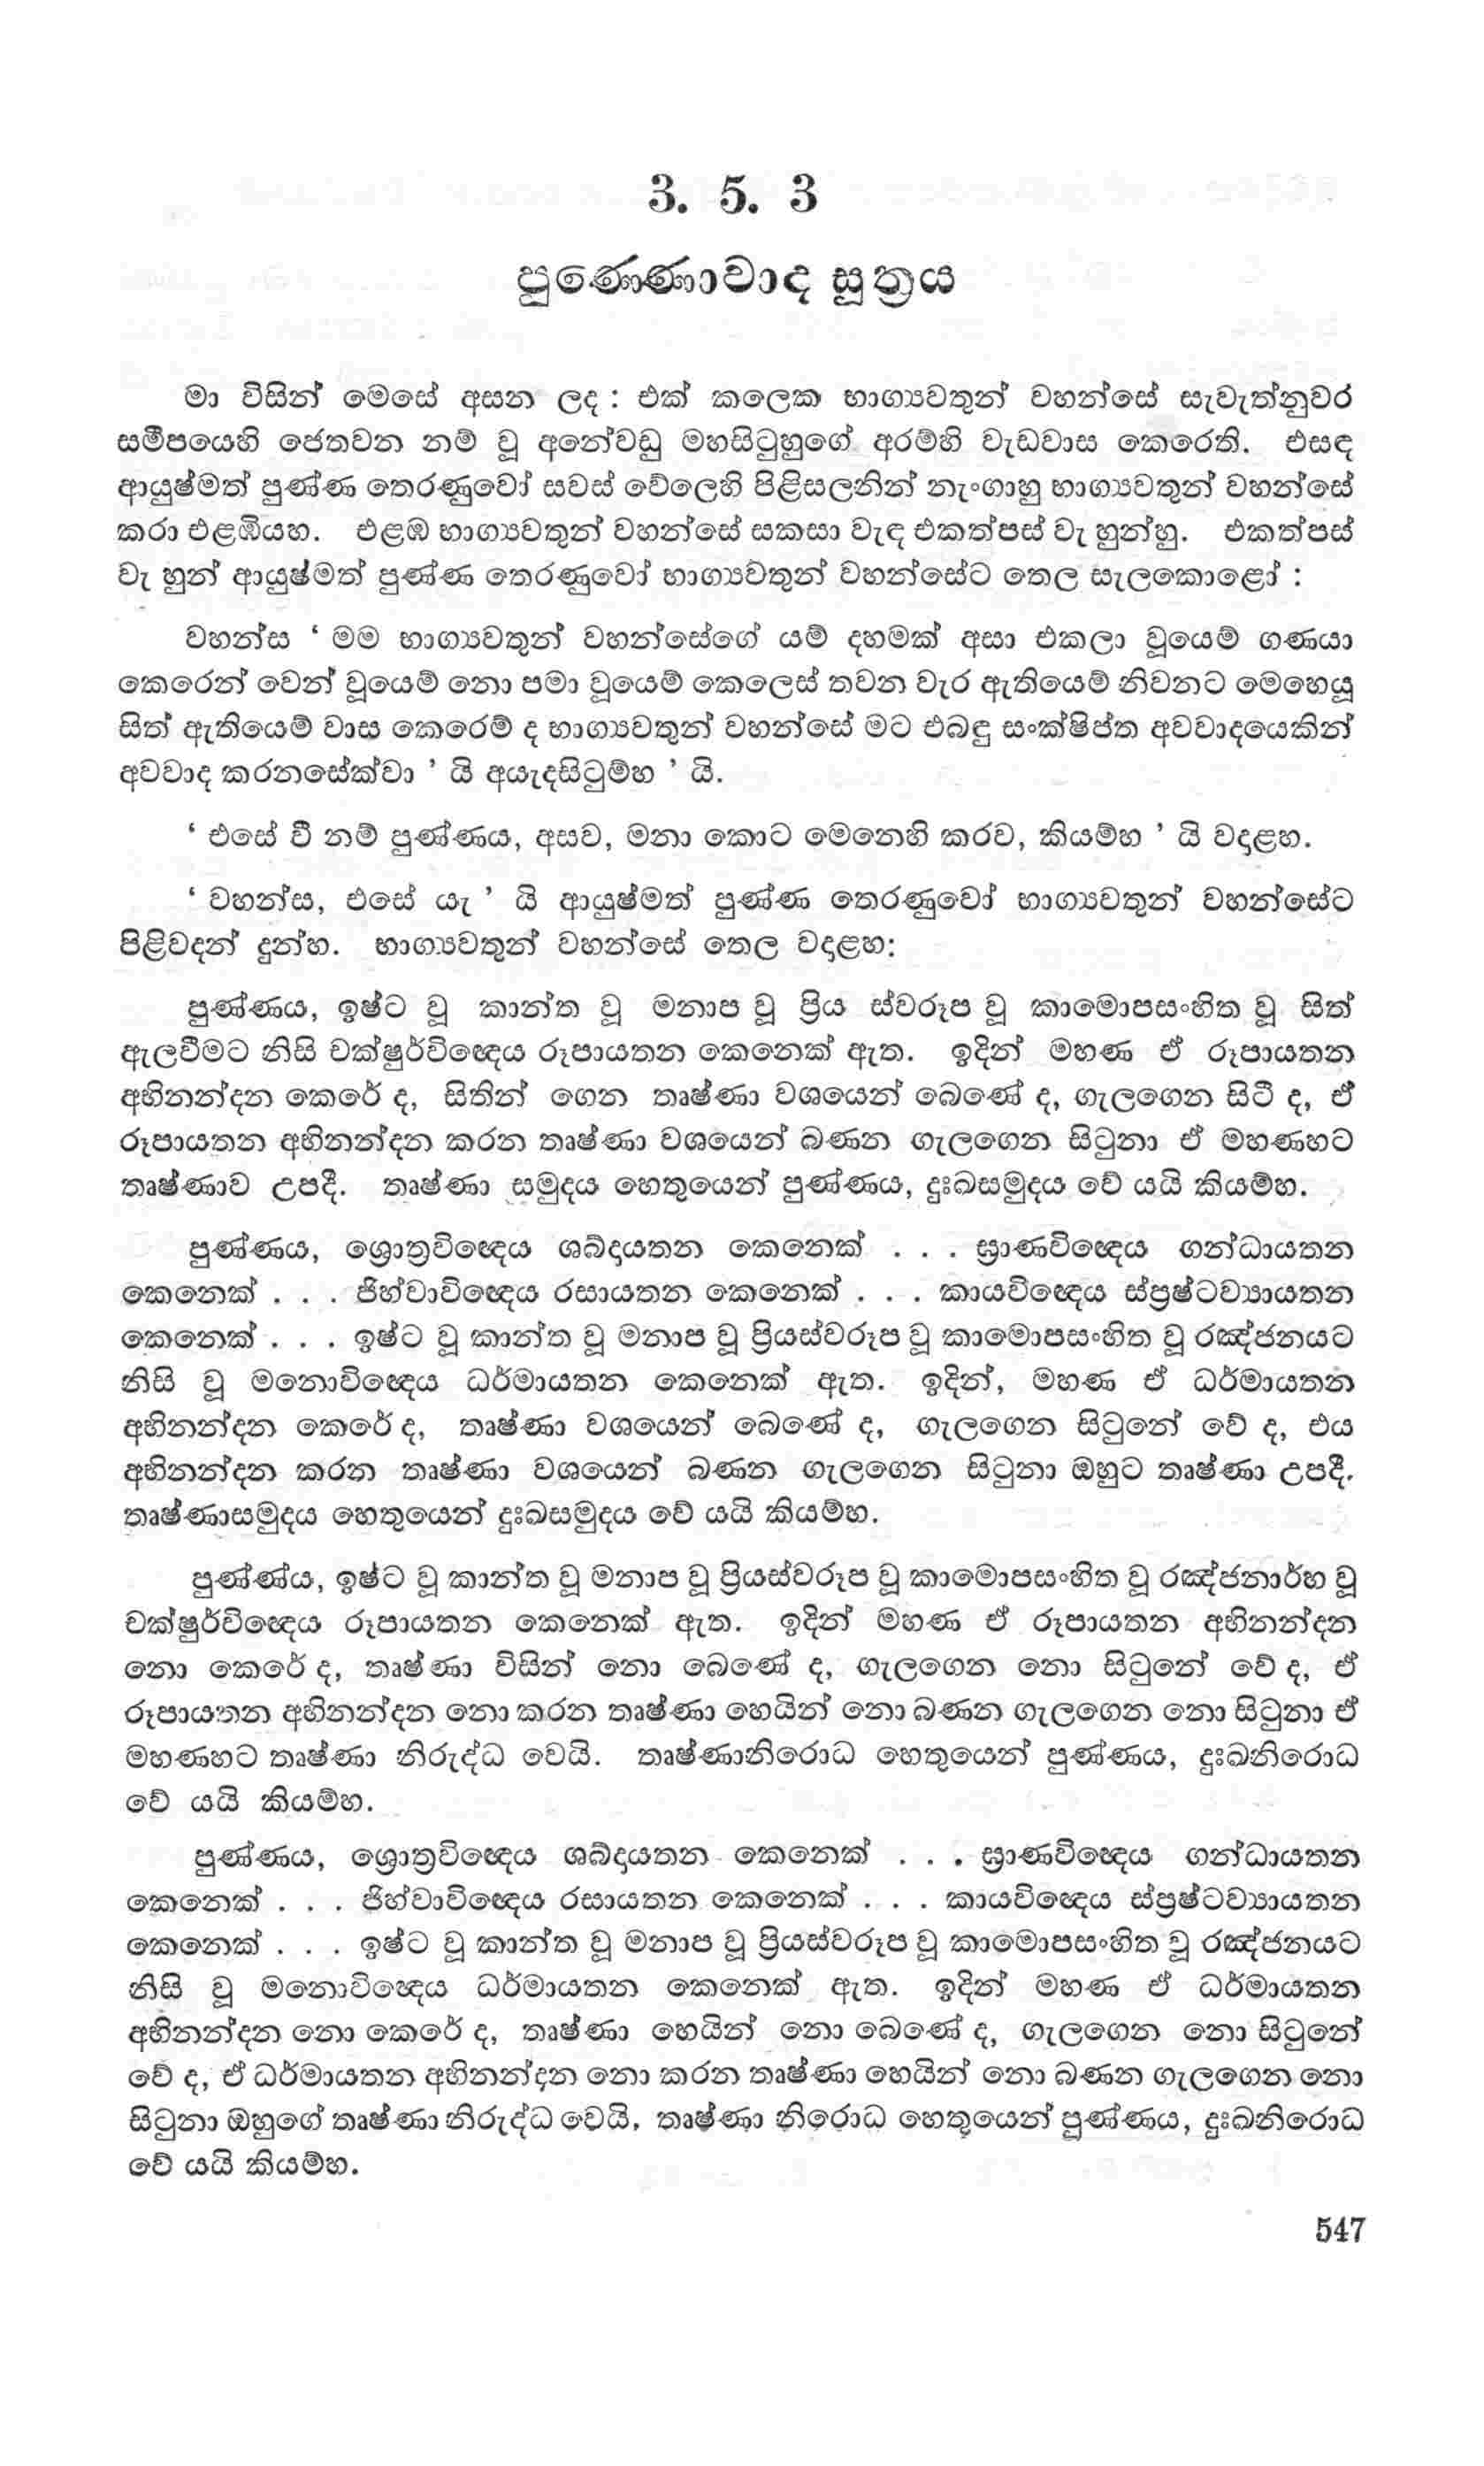 3. 5. 3
පුණ්ණොවාද සූත්‍රය
මා විසින් මෙසේ අසන ලද : එක් කලෙක භාග්‍යවතුන් වහන්සේ සැවැත්නුවර
සමීපයෙහි ජෙතවන නම් වූ අනේවඩු මහසිටුහුගේ අරම්හි වැඩවාස කෙරෙති. එසඳ
ආයුෂ්මත් පුණ්ණ තෙරණුවෝ සවස් වේලෙහි පිළිසලනින් නැංගාහු භාග්‍යවතුන් වහන්සේ
කරා එළඹියහ. එළඹ භාග්‍යවතුන් වහන්සේ සකසා වැඳ එකත්පස් වැ හුන්හු. එකත්පස්
වැ හුන් ආයුෂ්මත් පුණ්ණ තෙරණුවෝ භාග්‍යවතුන් වහන්සේට තෙල සැලකොළෝ :
වහන්ස ‘ මම භාග්‍යවතුන් වහන්සේගේ යම් දහමක් අසා එකලා වූයෙම් ගණයා
කෙරෙන් වෙන් වූයෙම් නො පමා වූයෙම් කෙලෙස් තවන වැර ඇතියෙම් නිවනට මෙහෙයූ
සිත් ඇතියෙම් වාස කෙරෙම් ද භාග්‍යවතුන් වහන්සේ මට එබඳු සංක්ෂිප්ත අවවාදයෙකින්
අවවාද කරනසේක්වා ’ යි අයැදසිටුම්හ ’ යි.
‘ එසේ වී නම් පුණ්ණය, අසව, මනා කොට මෙනෙහි කරව, කියම්හ ’ යි වදාළහ.
‘ වහන්ස, එසේ යැ ’ යි ආයුෂ්මත් පුණ්ණ තෙරණුවෝ භාග්‍යවතුන් වහන්සේට
පිළිවදන් දුන්හ. භාග්‍යවතුන් වහන්සේ තෙල වදාළහ:
පුණ්ණය, ඉෂ්ට වූ කාන්ත වූ මනාප වූ ප්‍රිය ස්වරූප වූ කාමොපසංහිත වූ සිත්
ඇලවීමට නිසි චක්ෂුර්විඥෙය රූපායතන කෙනෙක් ඇත. ඉදින් මහණ ඒ රූපායතන
අභිනන්දන කෙරේ ද, සිතින් ගෙන තෘෂ්ණා වශයෙන් බෙණේ ද, ගැලගෙන සිටී ද, ඒ
රූපායතන අභිනන්දන කරන තෘෂ්ණා වශයෙන් බණන ගැලගෙන සිටුනා ඒ මහණහට
තෘෂ්ණාව උපදී. තෘෂ්ණා සමුදය හෙතුයෙන් පුණ්ණය, දුඃඛසමුදය වේ යයි කියම්හ.
පුණ්ණය, ශ්‍රොත්‍රවිඥෙය ශබ්දායතන කෙනෙක් . . . ඝ්‍රාණවිඥෙය ගන්ධායතන
කෙනෙක් . . . ජිහ්වාවිඥෙය රසායතන කෙනෙක් . . . කායවිඥෙය ස්ප්‍රෂ්ටව්‍යායතන
කෙනෙක් . . . ඉෂ්ට වූ කාන්ත වූ මනාප වූ ප්‍රියස්වරූප වූ කාමොපසංහිත වූ රඤ්ජනයට
නිසි වූ මනොවිඥෙය ධර්මායතන කෙනෙක් ඇත. ඉදින්, මහණ ඒ ධර්මායතන
අභිනන්දන කෙරේ ද, තෘෂ්ණා වශයෙන් බෙණේ ද, ගැලගෙන සිටුනේ වේ ද, එය
අභිනන්දන කරන තෘෂ්ණා වශයෙන් බණන ගැලගෙන සිටුනා ඔහුට තෘෂ්ණා උපදී.
තෘෂ්ණාසමුදය හෙතුයෙන් දුඃඛසමුදය වේ යයි කියම්හ.
පුණ්ණ්ය, ඉෂ්ට වූ කාන්ත වූ මනාප වූ ප්‍රියස්වරූප වූ කාමොපසංහිත වූ රඤ්ජනාර්හ වූ
චක්ෂුර්විඥෙය රූපායතන කෙනෙක් ඇත. ඉදින් මහණ ඒ රූපායතන අභිනන්දන
නො කෙරේ ද, තෘෂ්ණා විසින් නො බෙණේ ද, ගැලගෙන නො සිටුනේ වේ ද, ඒ
රූපායතන අභිනන්දන නො කරන තෘෂ්ණා හෙයින් නො බණන ගැලගෙන නො සිටුනා ඒ
මහණහට තෘෂ්ණා නිරුද්ධ වෙයි. තෘෂ්ණානිරොධ හෙතුයෙන් පුණ්ණය, දුඃඛනිරොධ
වේ යයි කියම්හ.
පුණ්ණය, ශ්‍රොත්‍රවිඥෙය ශබ්දායතන කෙනෙක් . . . ඝ්‍රාණවිඥෙය ගන්ධායතන
කෙනෙක් . . . ජිහ්වාවිඥෙය රසායතන කෙනෙක් . . . කායවිඥෙය ස්ප්‍රෂ්ටව්‍යායතන
කෙනෙක් . . . ඉෂ්ට වූ කාන්ත වූ මනාප වූ ප්‍රියස්වරූප වූ කාමොපසංහිත වූ රඤ්ජනයට
නිසි වූ මනොවිඥෙය ධර්මායතන කෙනෙක් ඇත. ඉදින් මහණ ඒ ධර්මායතන
අභිනන්දන නො කෙරේ ද, තෘෂ්ණා හෙයින් නො බෙණේ ද, ගැලගෙන නො සිටුනේ
වේ ද, ඒ ධර්මායතන අභිනන්දන නො කරන තෘෂ්ණා හෙයින් නො බණන ගැලගෙන නො
සිටුනා ඔහුගේ තෘෂ්ණා නිරුද්ධ වෙයි, තෘෂ්ණා නිරොධ හෙතුයෙන් පුණ්ණය, දුඃඛනිරොධ
වේ යයි කියම්හ.
547